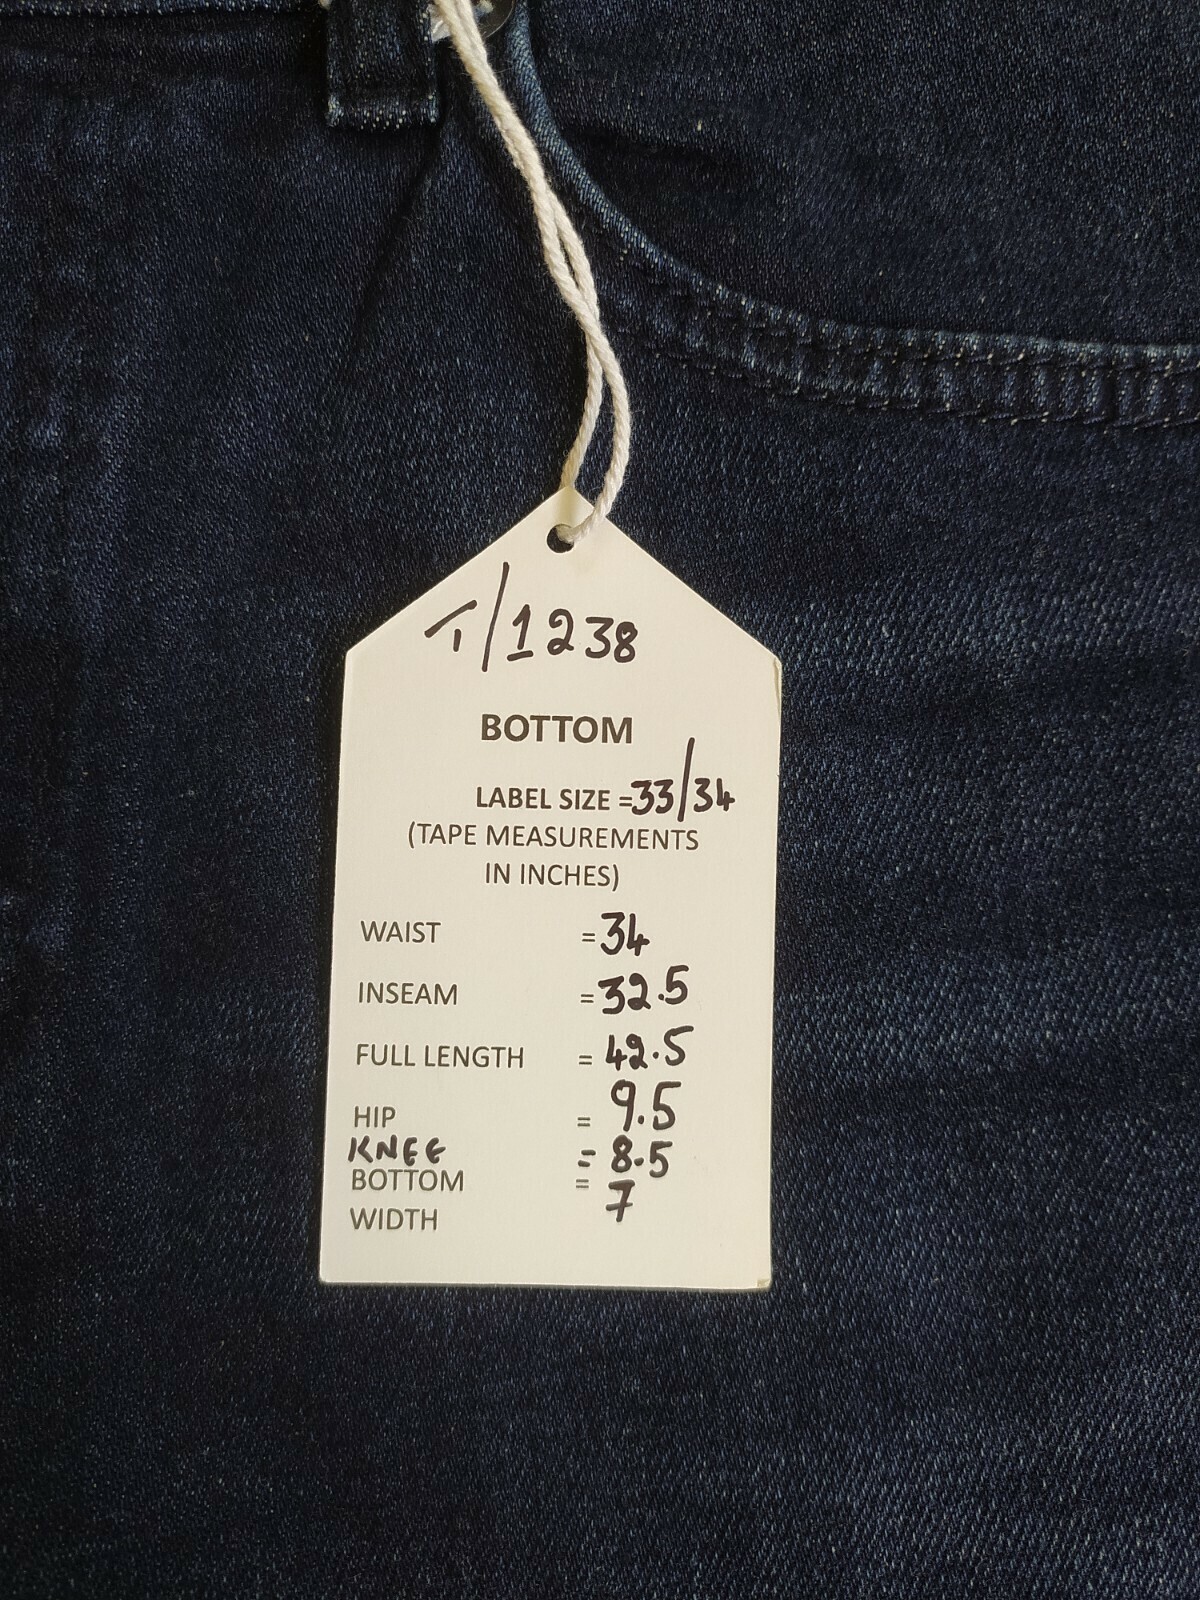 T/1238
BOTTOM
LABEL SIZE =33/34
(TAPE MEASUREMENTS
IN INCHES)
WAIST =34
INSEAM =32.5
FULL LENGTH = 42.5
HIP = 9.5
KNEE = 8.5
BOTTOM = 7
WIDTH